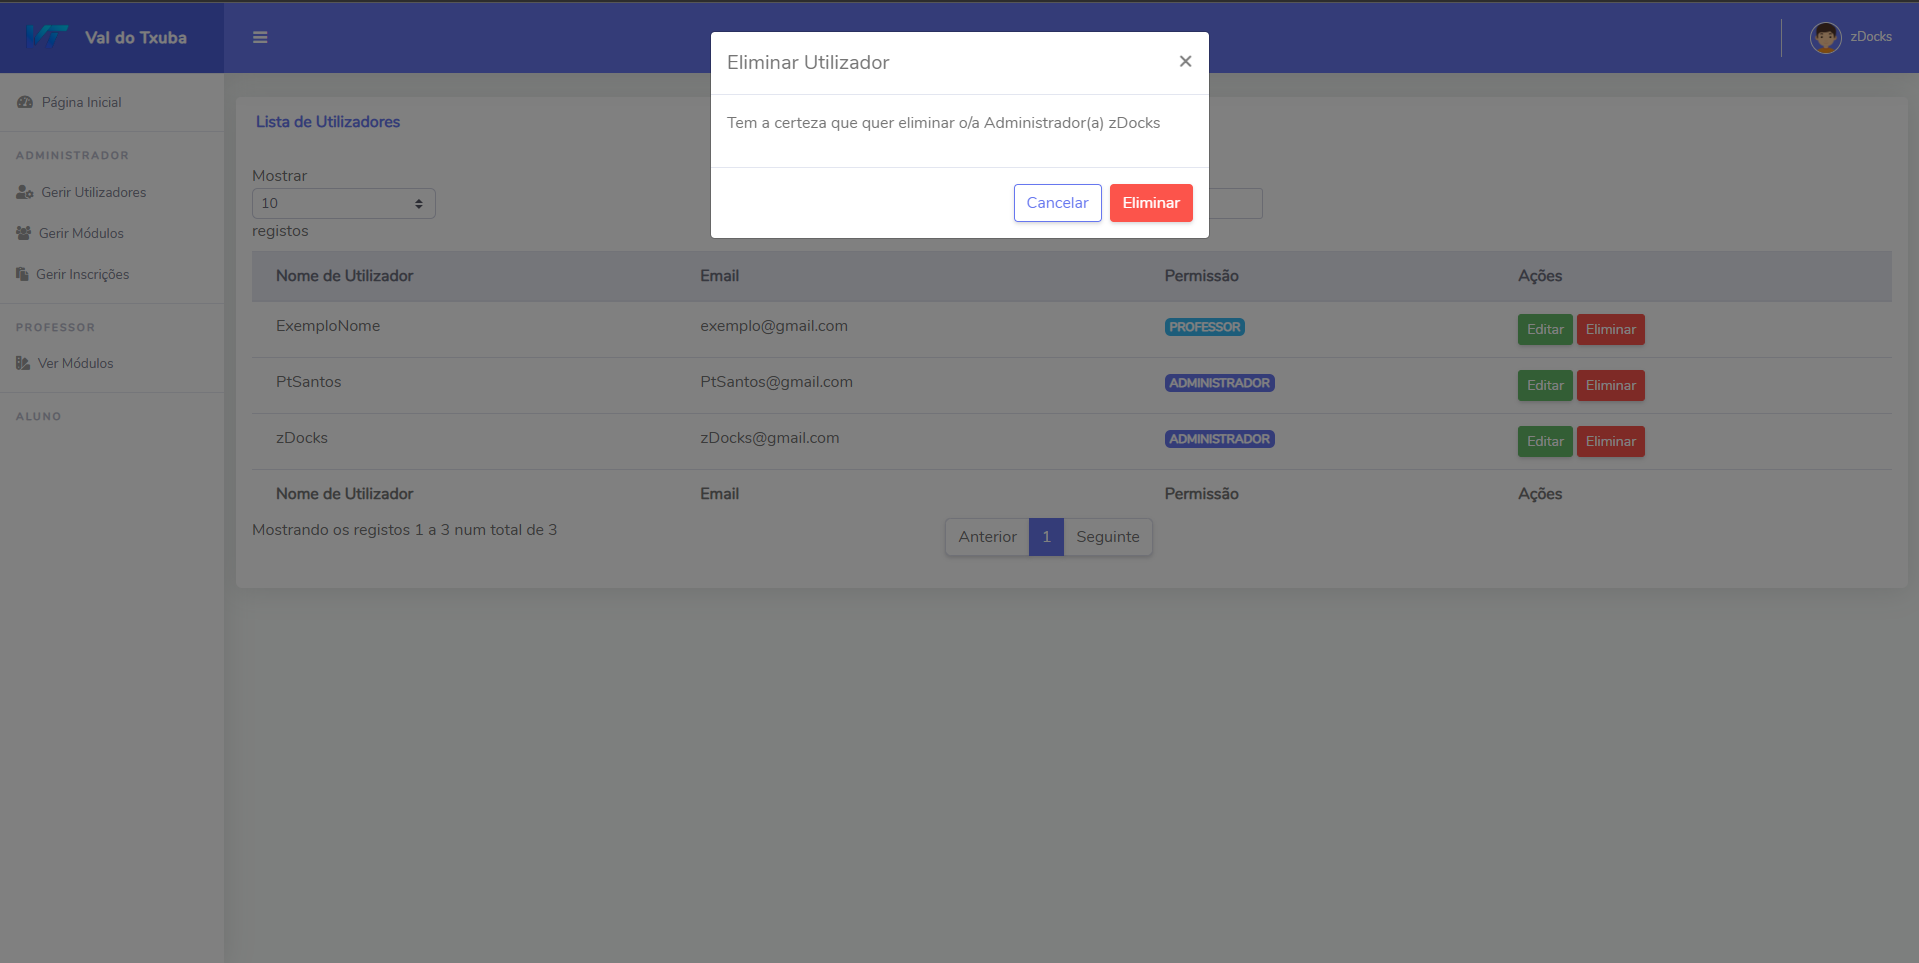 VT Val do Txuba
zDocks
Eliminar Utilizador ×
Tem a certeza que quer eliminar o/a Administrador(a) zDocks
Cancelar Eliminar
Página Inicial
ADMINISTRADOR
Gerir Utilizadores
Gerir Módulos
Gerir Inscrições
PROFESSOR
Ver Módulos
ALUNO
Lista de Utilizadores
Mostrar
10
registos
Nome de Utilizador Email Permissão Ações
ExemploNome exemplo@gmail.com PROFESSOR Editar Eliminar
PtSantos PtSantos@gmail.com ADMINISTRADOR Editar Eliminar
zDocks zDocks@gmail.com ADMINISTRADOR Editar Eliminar
Nome de Utilizador Email Permissão Ações
Mostrando os registos 1 a 3 num total de 3
Anterior 1 Seguinte